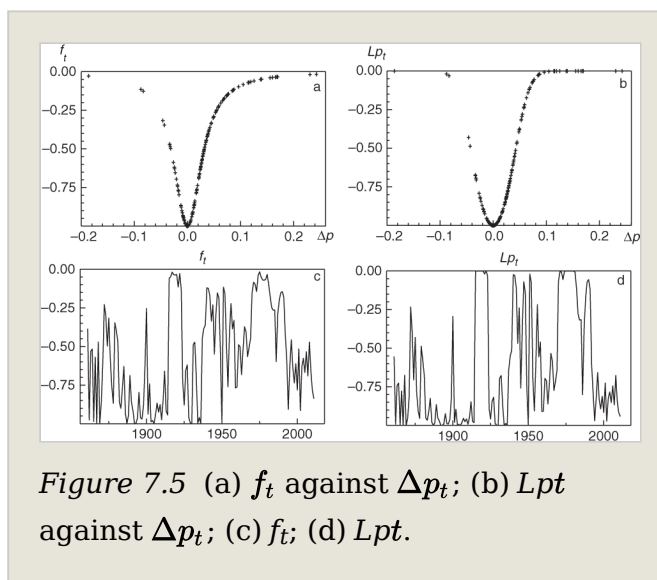 f_t
Lp_t
0.00
−0.25
−0.50
−0.75
a
−0.2 −0.1 0.0 0.1 0.2 Δp
0.00
−0.25
−0.50
−0.75
b
−0.2 −0.1 0.0 0.1 0.2 Δp
f_t
Lp_t
0.00
−0.25
−0.50
−0.75
c
1900 1950 2000
0.00
−0.25
−0.50
−0.75
d
1900 1950 2000
Figure 7.5 (a) f_t against Δp_t; (b) Lpt
against Δp_t; (c) f_t; (d) Lpt.